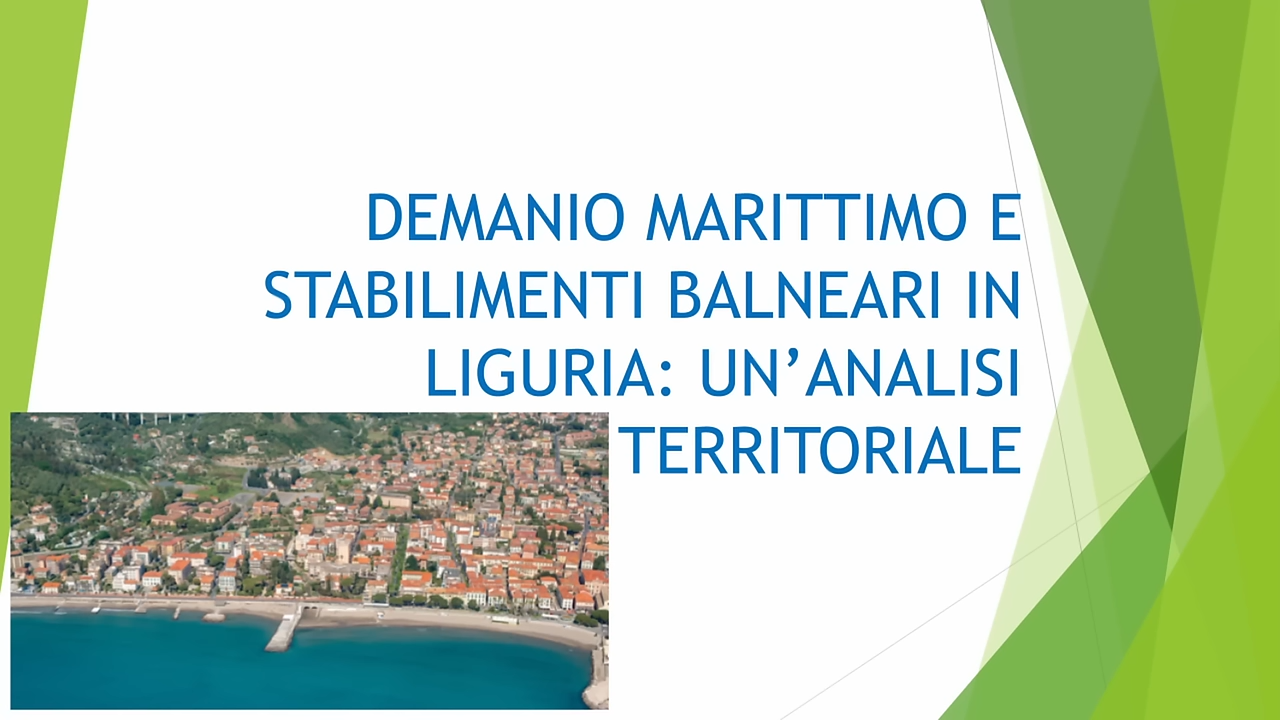 DEMANIO MARITTIMO E
STABILIMENTI BALNEARI IN
LIGURIA: UN’ANALISI
TERRITORIALE